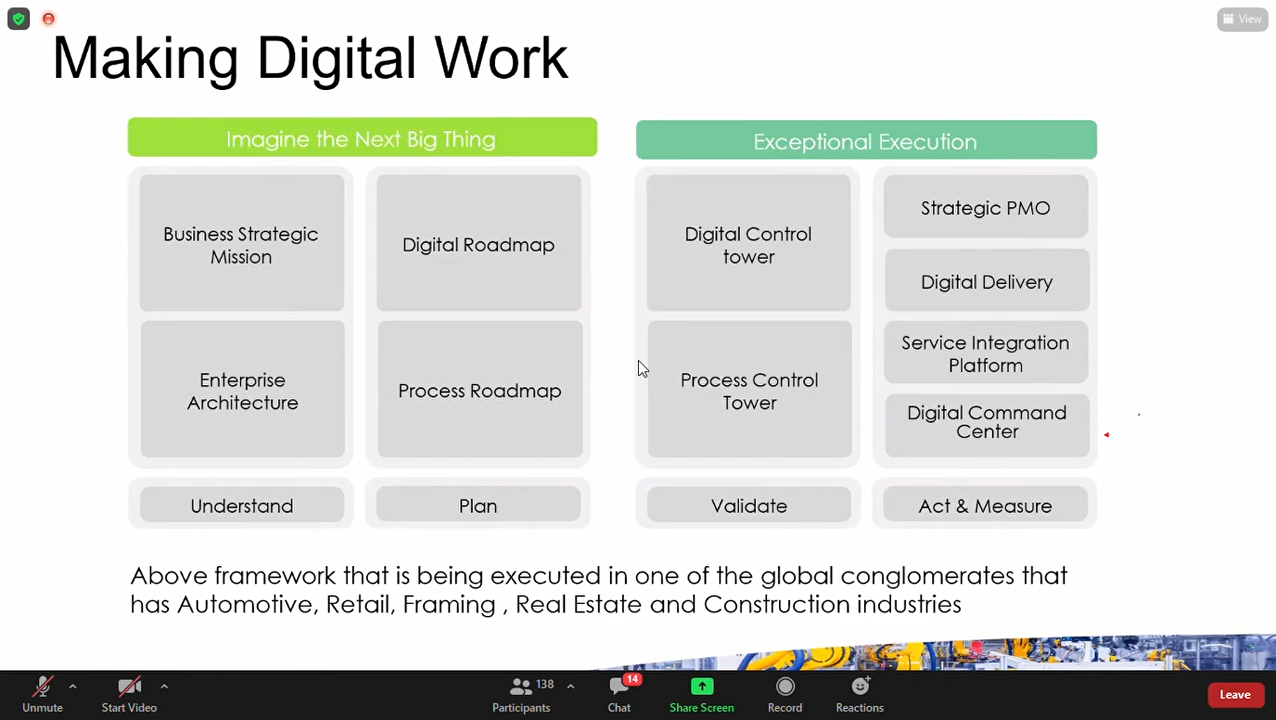 View
Making Digital Work
Imagine the Next Big Thing
Exceptional Execution
Business Strategic
Mission
Digital Roadmap
Digital Control
tower
Strategic PMO
Digital Delivery
Enterprise
Architecture
Process Roadmap
Process Control
Tower
Service Integration
Platform
Digital Command
Center
Understand
Plan
Validate
Act & Measure
Above framework that is being executed in one of the global conglomerates that
has Automotive, Retail, Framing , Real Estate and Construction industries
Unmute
Start Video
138
Participants
14
Chat
Share Screen
Record
Reactions
Leave